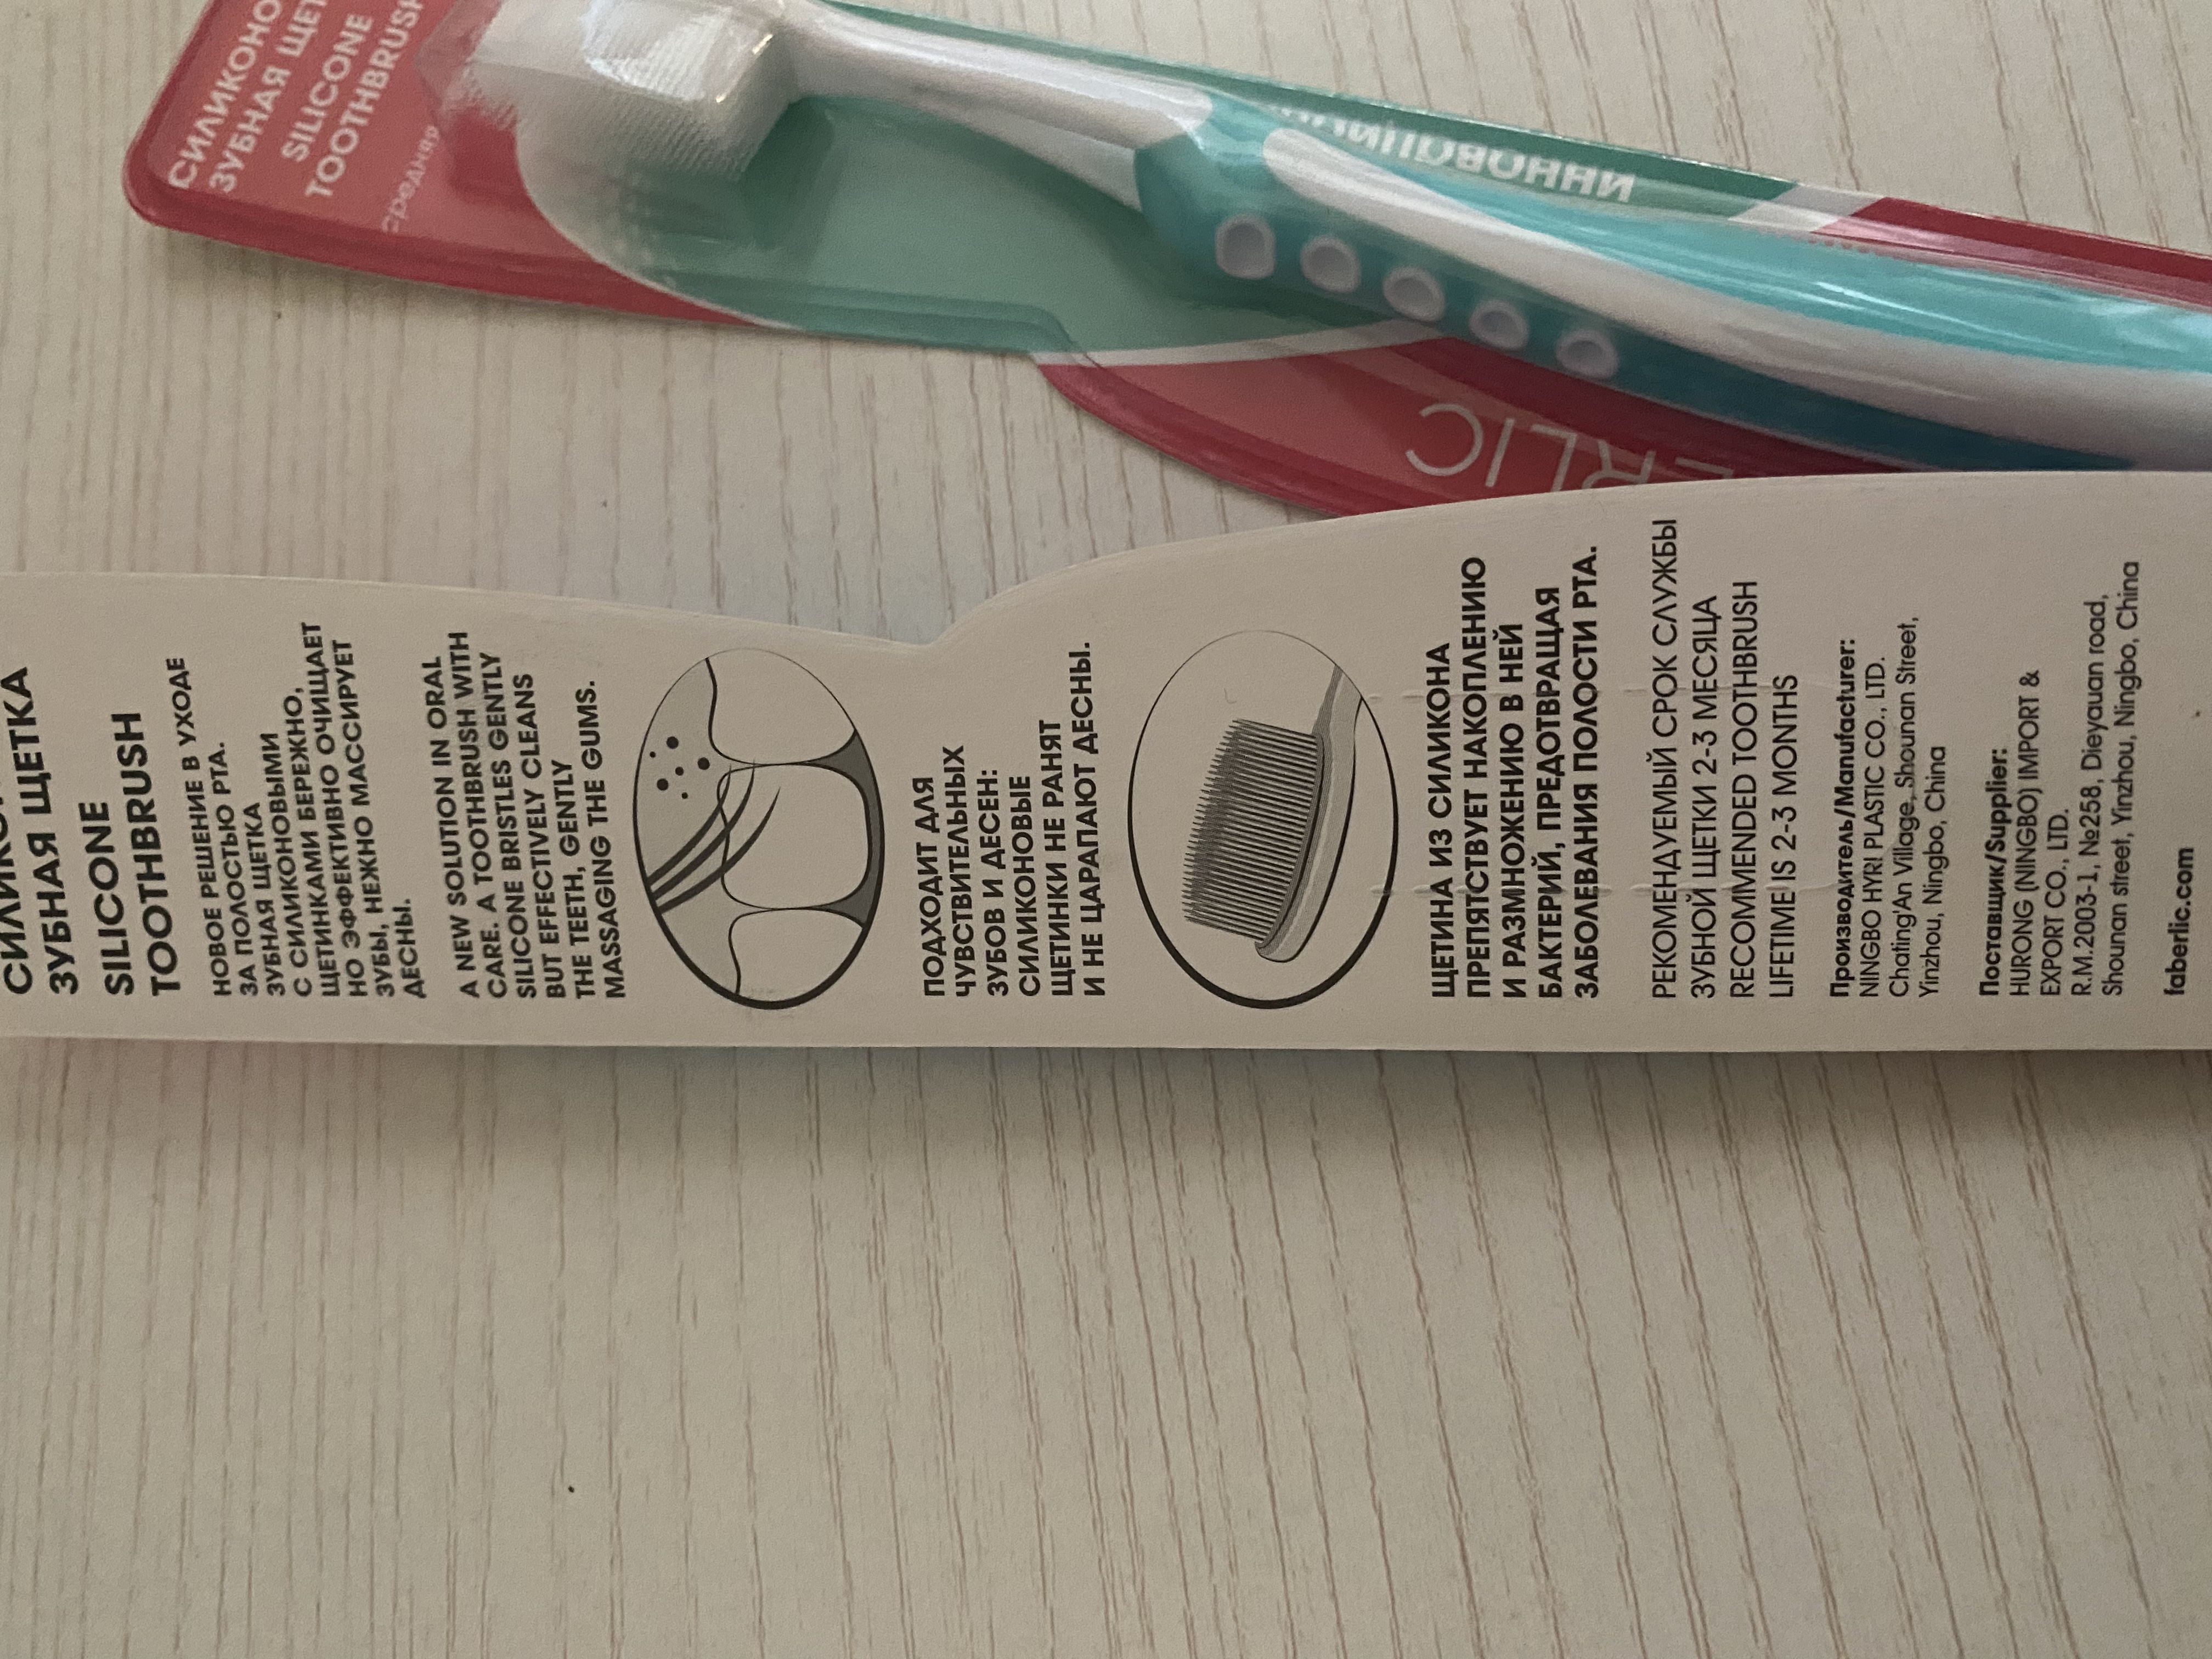 ЗУБНАЯ ЩЕТКА
SILICONE
TOOTHBRUSH
НОВОЕ РЕШЕНИЕ В УХОДЕ
ЗА ПОЛОСТЬЮ РТА.
ЗУБНАЯ ЩЕТКА
С СИЛИКОНОВЫМИ
ЩЕТИНКАМИ БЕРЕЖНО,
НО ЭФФЕКТИВНО ОЧИЩАЕТ
ЗУБЫ, НЕЖНО МАССИРУЕТ
ДЕСНЫ.
A NEW SOLUTION IN ORAL
CARE. A TOOTHBRUSH WITH
SILICONE BRISTLES GENTLY
BUT EFFECTIVELY CLEANS
THE TEETH, GENTLY
MASSAGING THE GUMS.
ПОДХОДИТ ДЛЯ
ЧУВСТВИТЕЛЬНЫХ
ЗУБОВ И ДЕСЕН:
СИЛИКОНОВЫЕ
ЩЕТИНКИ НЕ РАНЯТ
И НЕ ЦАРАПАЮТ ДЕСНЫ.
ЩЕТИНА ИЗ СИЛИКОНА
ПРЕПЯТСТВУЕТ НАКОПЛЕНИЮ
И РАЗМНОЖЕНИЮ В НЕЙ
БАКТЕРИЙ, ПРЕДОТВРАЩАЯ
ЗАБОЛЕВАНИЯ ПОЛОСТИ РТА.
РЕКОМЕНДУЕМЫЙ СРОК СЛУЖБЫ
ЗУБНОЙ ЩЕТКИ 2-3 МЕСЯЦА
RECOMMENDED TOOTHBRUSH
LIFETIME IS 2-3 MONTHS
Производитель/Manufacturer:
NINGBO HYRI PLASTIC CO., LTD.
Chating'An Village, Shounan Street,
Yinzhou, Ningbo, China
Поставщик/Supplier:
HURONG (NINGBO) IMPORT &
EXPORT CO., LTD.
R.M.2003-1, №258, Dieyauan road,
Shounan street, Yinzhou, Ningbo, China
faberlic.com
ЗУБНАЯ
SILICONE
TOOTHBRUSH
средняя